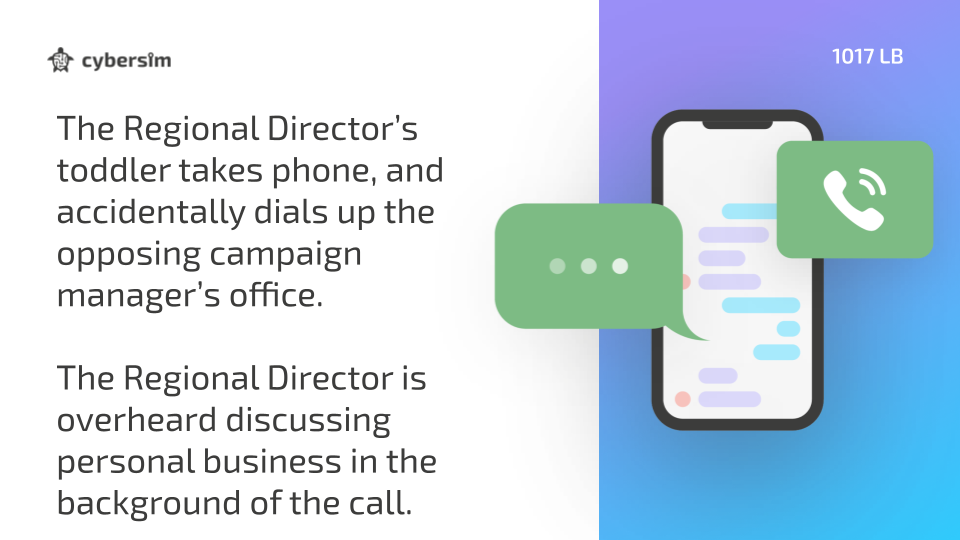 cybersim
1017 LB
The Regional Director’s
toddler takes phone, and
accidentally dials up the
opposing campaign
manager’s office.
The Regional Director is
overheard discussing
personal business in the
background of the call.